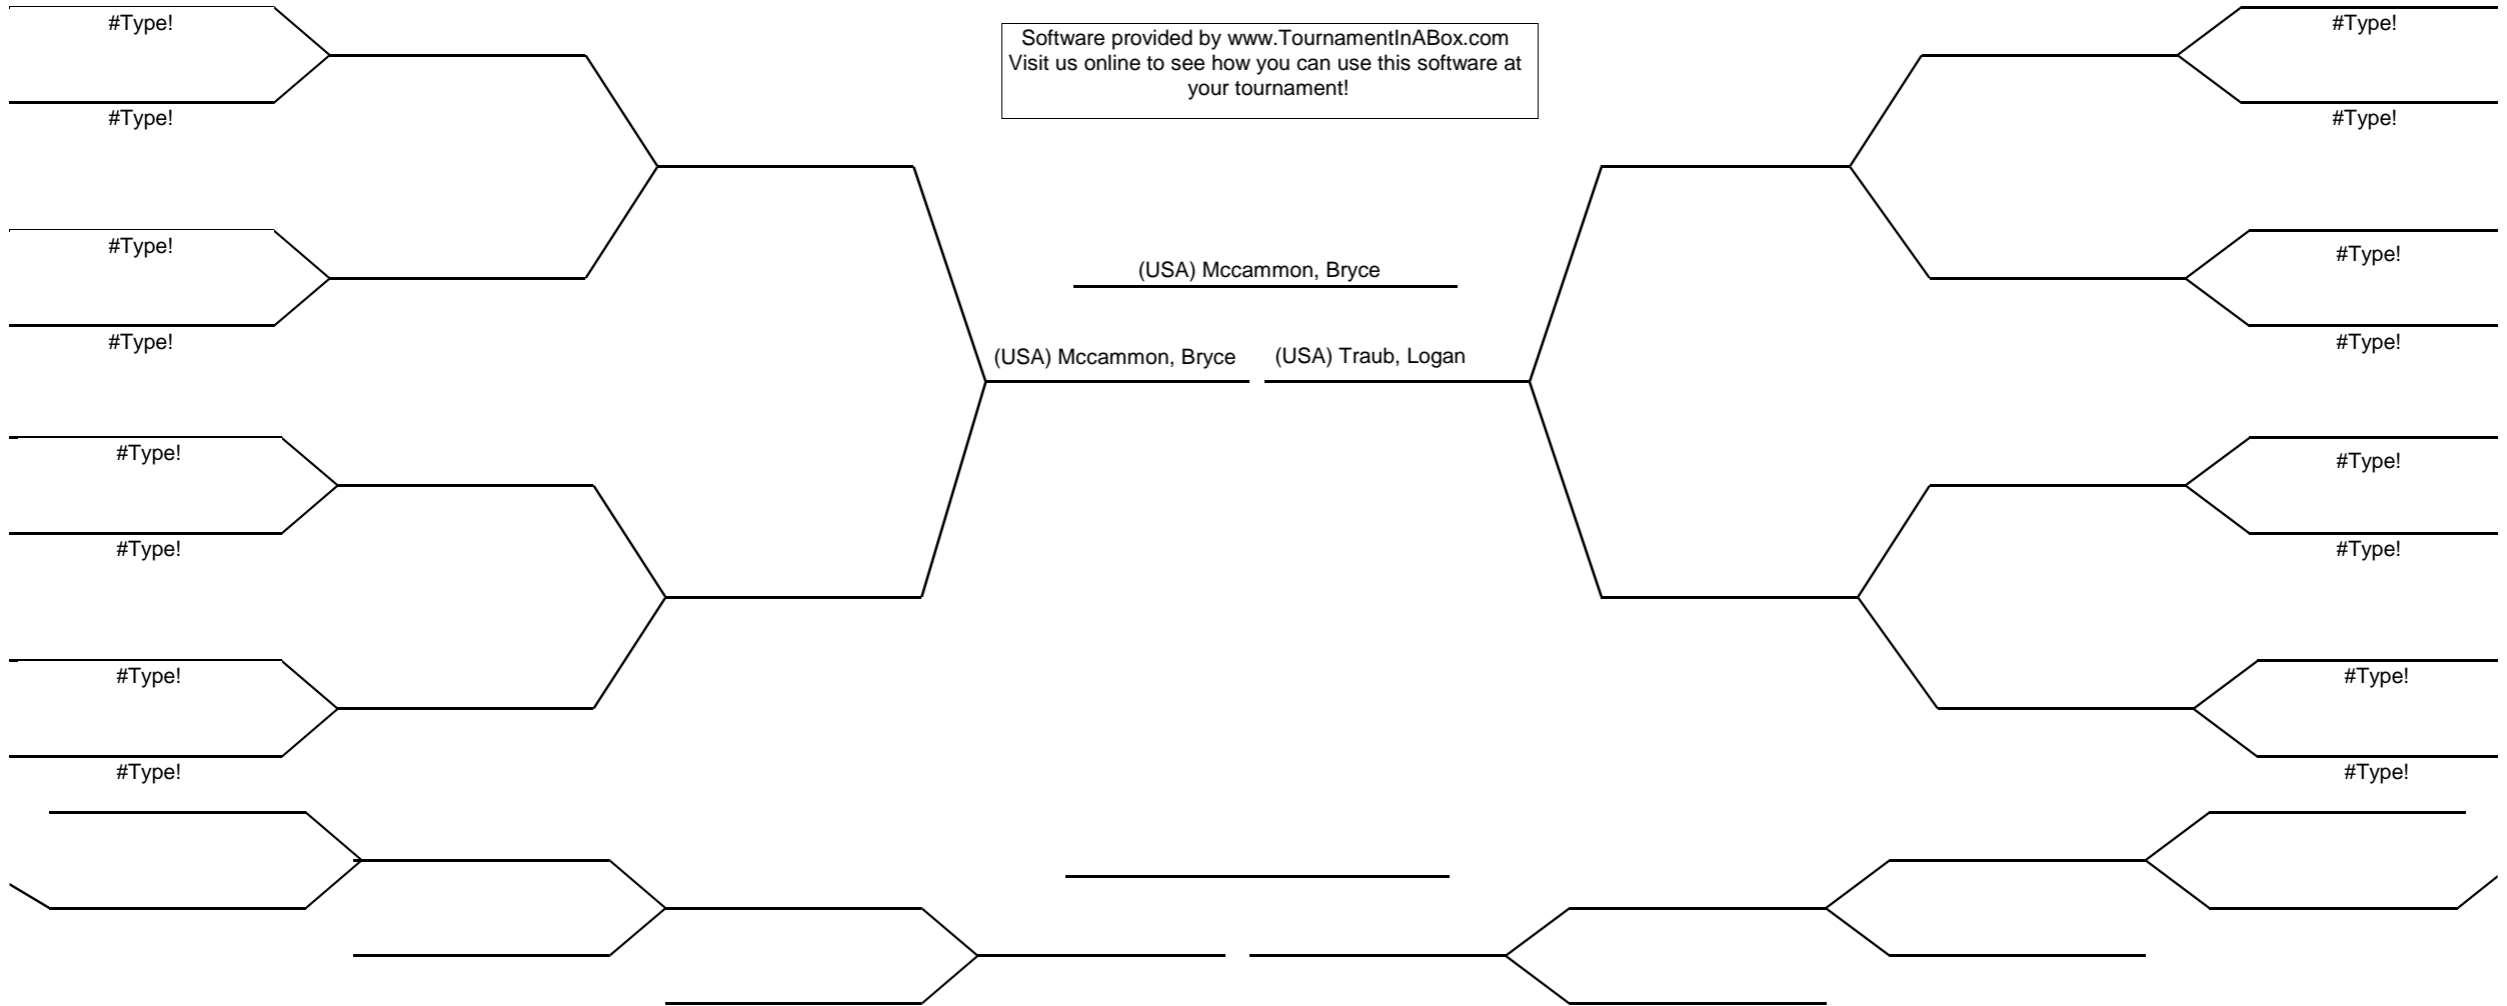 #Type!
#Type!
Software provided by www.TournamentInABox.com
Visit us online to see how you can use this software at
your tournament!
#Type!
#Type!
#Type!
(USA) Mccammon, Bryce
#Type!
#Type!
(USA) Mccammon, Bryce
(USA) Traub, Logan
#Type!
#Type!
#Type!
#Type!
#Type!
#Type!
#Type!
#Type!
#Type!